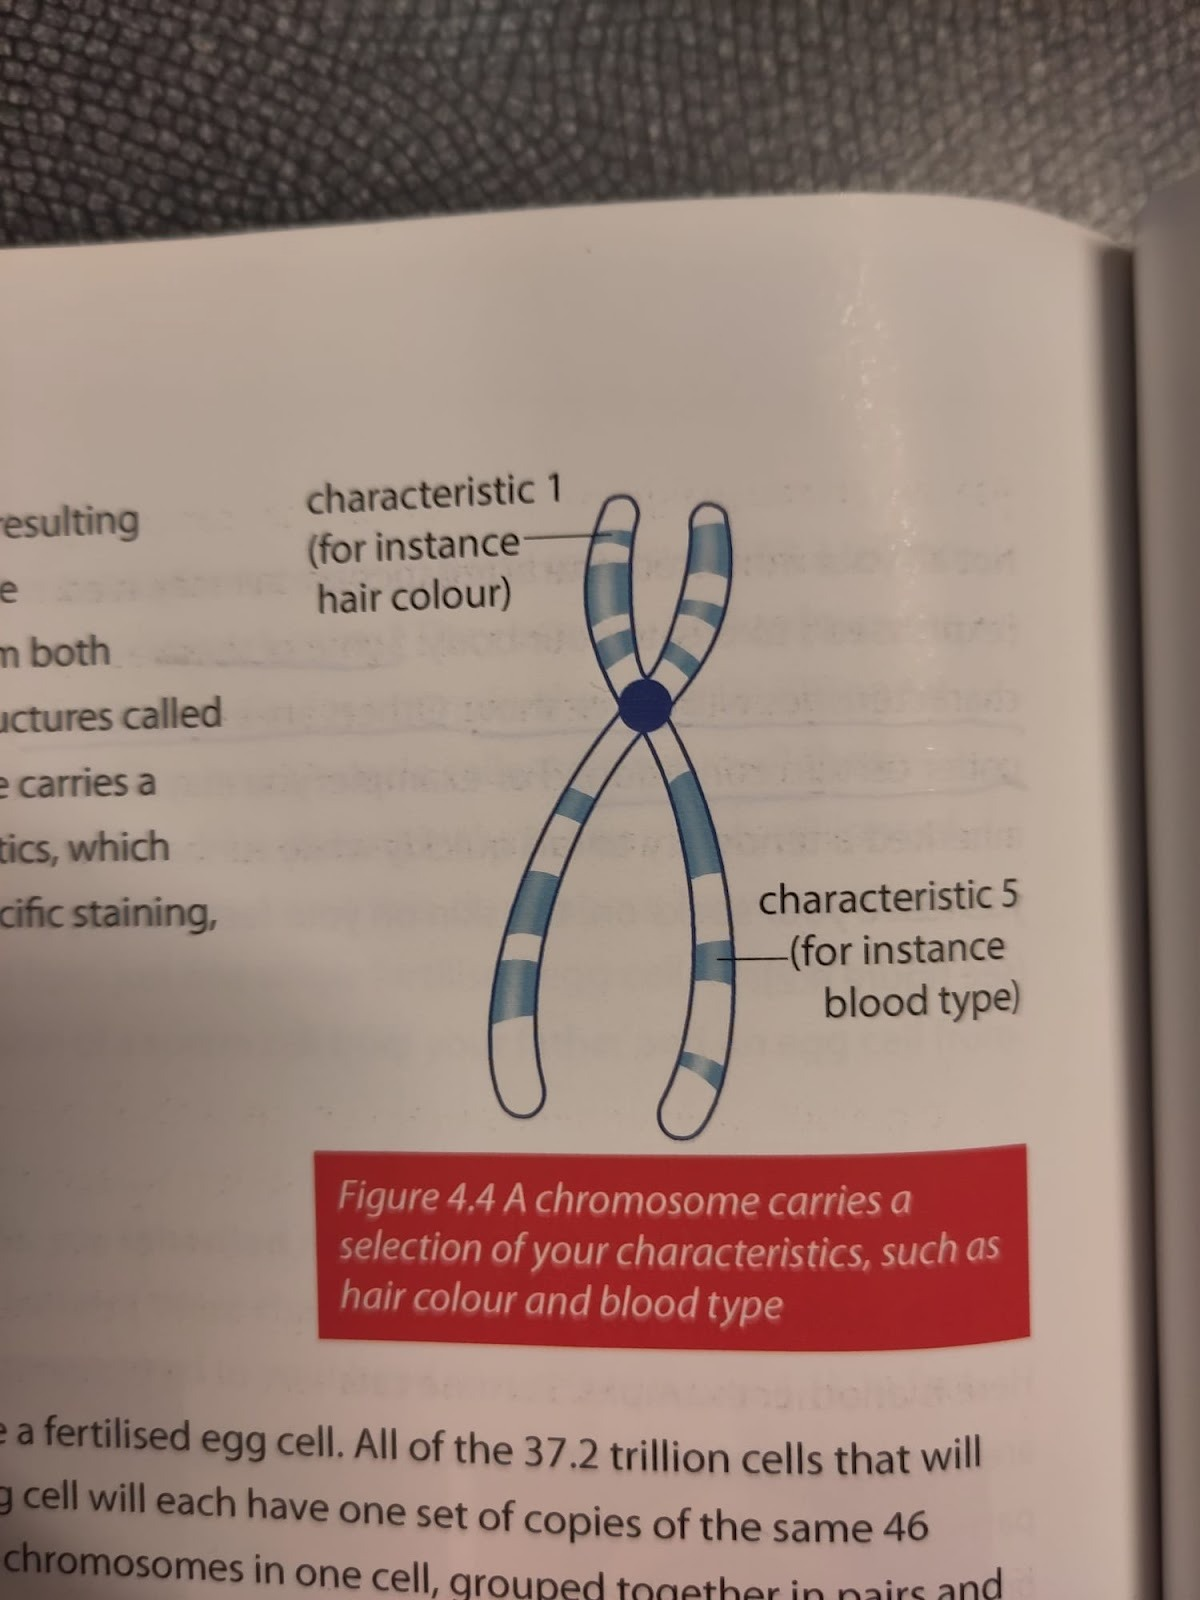 resulting
e
m both
uctures called
e carries a
tics, which
cific staining,
characteristic 1
(for instance
hair colour)
characteristic 5
(for instance
blood type)
Figure 4.4 A chromosome carries a
selection of your characteristics, such as
hair colour and blood type
e a fertilised egg cell. All of the 37.2 trillion cells that will
g cell will each have one set of copies of the same 46
chromosomes in one cell, grouped together in pairs and